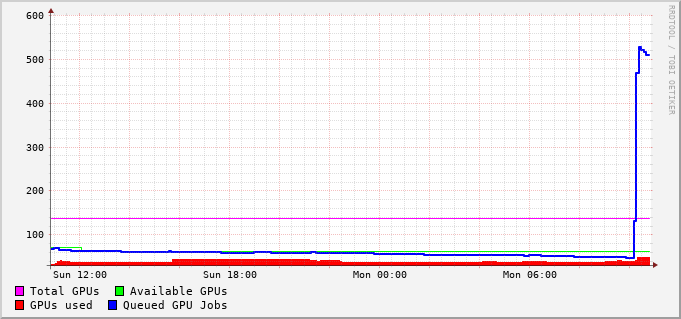 600
500
400
300
200
100
Sun 12:00 Sun 18:00 Mon 00:00 Mon 06:00
Total GPUs Available GPUs
GPUs used Queued GPU Jobs
RRDTOOL / TOBI OETIKER